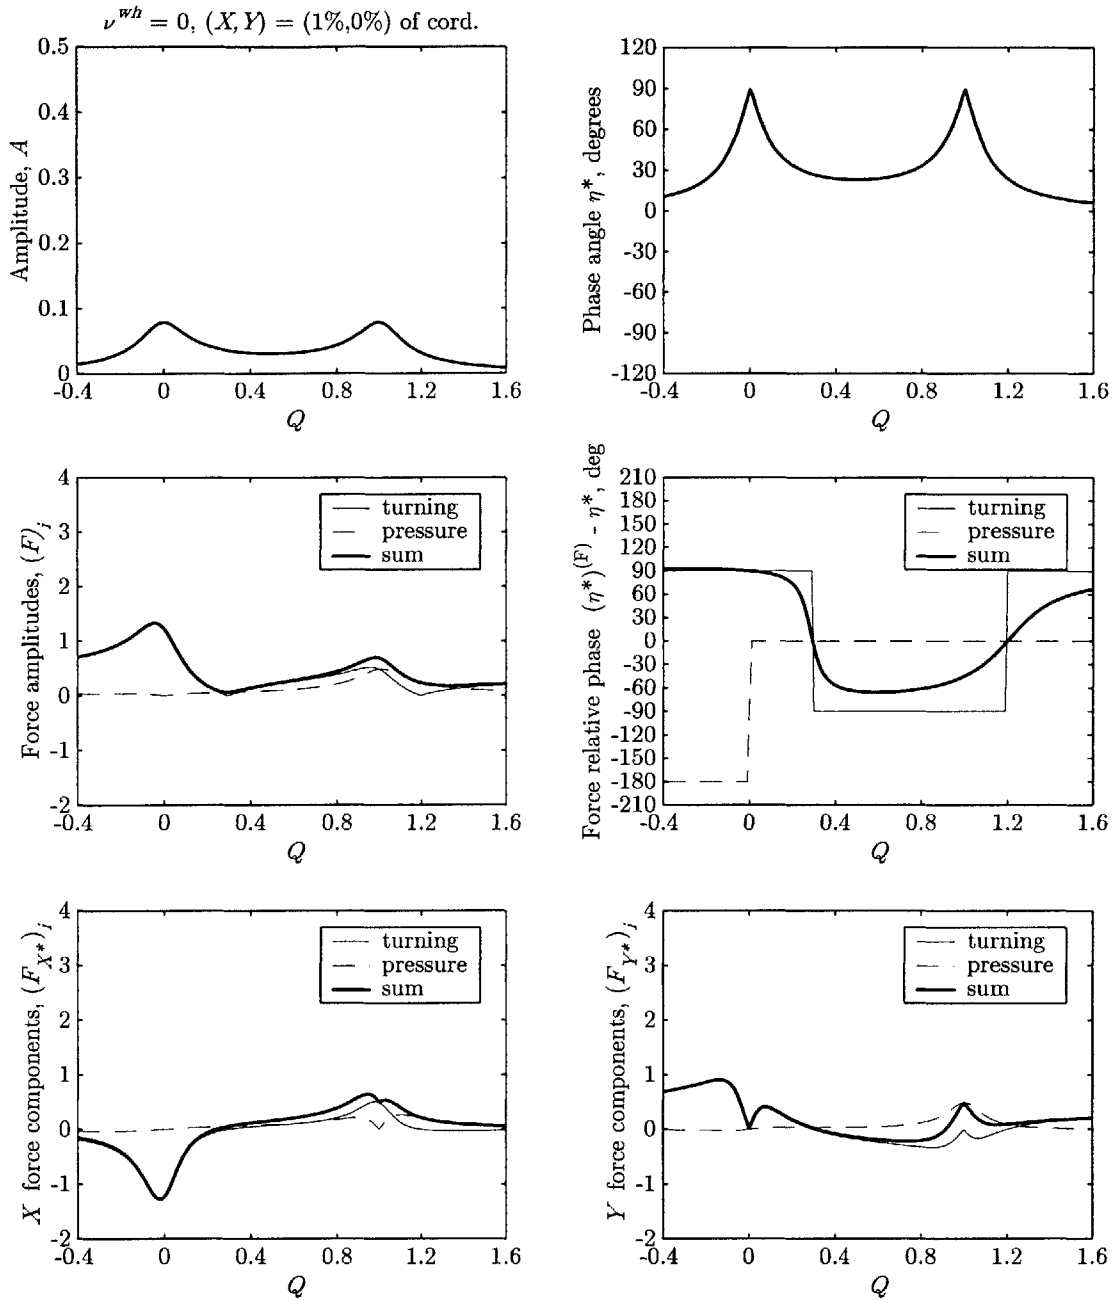 ν^wh = 0, (X,Y) = (1%,0%) of cord.
Amplitude, A
0.5
0.4
0.3
0.2
0.1
0
-0.4 0 0.4 0.8 1.2 1.6
Q
Phase angle η*, degrees
120
90
60
30
0
-30
-60
-90
-120
-0.4 0 0.4 0.8 1.2 1.6
Q
Force amplitudes, (F)_i
4
3
2
1
0
-1
-2
turning
pressure
sum
-0.4 0 0.4 0.8 1.2 1.6
Q
Force relative phase (η*)^(F) - η*, deg
210
180
150
120
90
60
30
0
-30
-60
-90
-120
-150
-180
-210
turning
pressure
sum
-0.4 0 0.4 0.8 1.2 1.6
Q
X force components, (F_X*)_i
4
3
2
1
0
-1
-2
turning
pressure
sum
-0.4 0 0.4 0.8 1.2 1.6
Q
Y force components, (F_Y*)_i
4
3
2
1
0
-1
-2
turning
pressure
sum
-0.4 0 0.4 0.8 1.2 1.6
Q